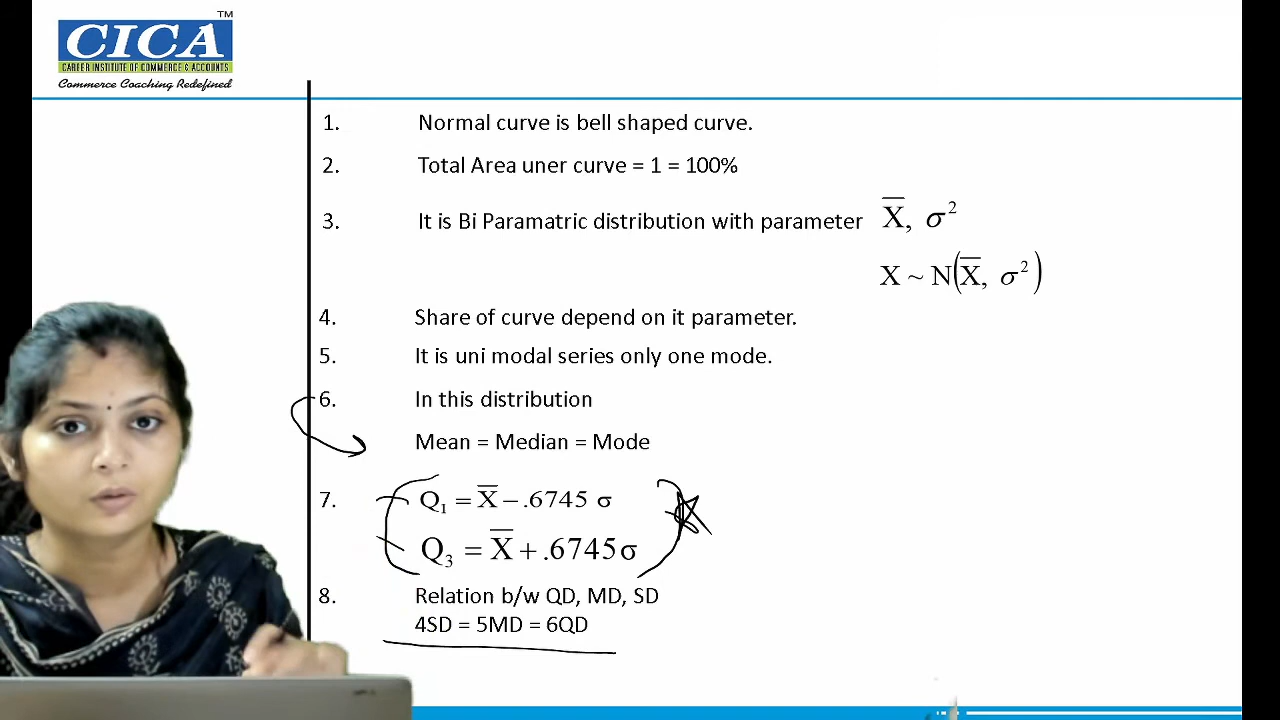 TM
CICA
CAREER INSTITUTE OF COMMERCE & ACCOUNTS
Commerce Coaching Redefined
1. Normal curve is bell shaped curve.
2. Total Area uner curve = 1 = 100%
3. It is Bi Paramatric distribution with parameter X̅, σ²
X ~ N(X̅, σ²)
4. Share of curve depend on it parameter.
5. It is uni modal series only one mode.
6. In this distribution
Mean = Median = Mode
7. Q₁ = X̅ – .6745 σ
Q₃ = X̅ + .6745σ
8. Relation b/w QD, MD, SD
4SD = 5MD = 6QD